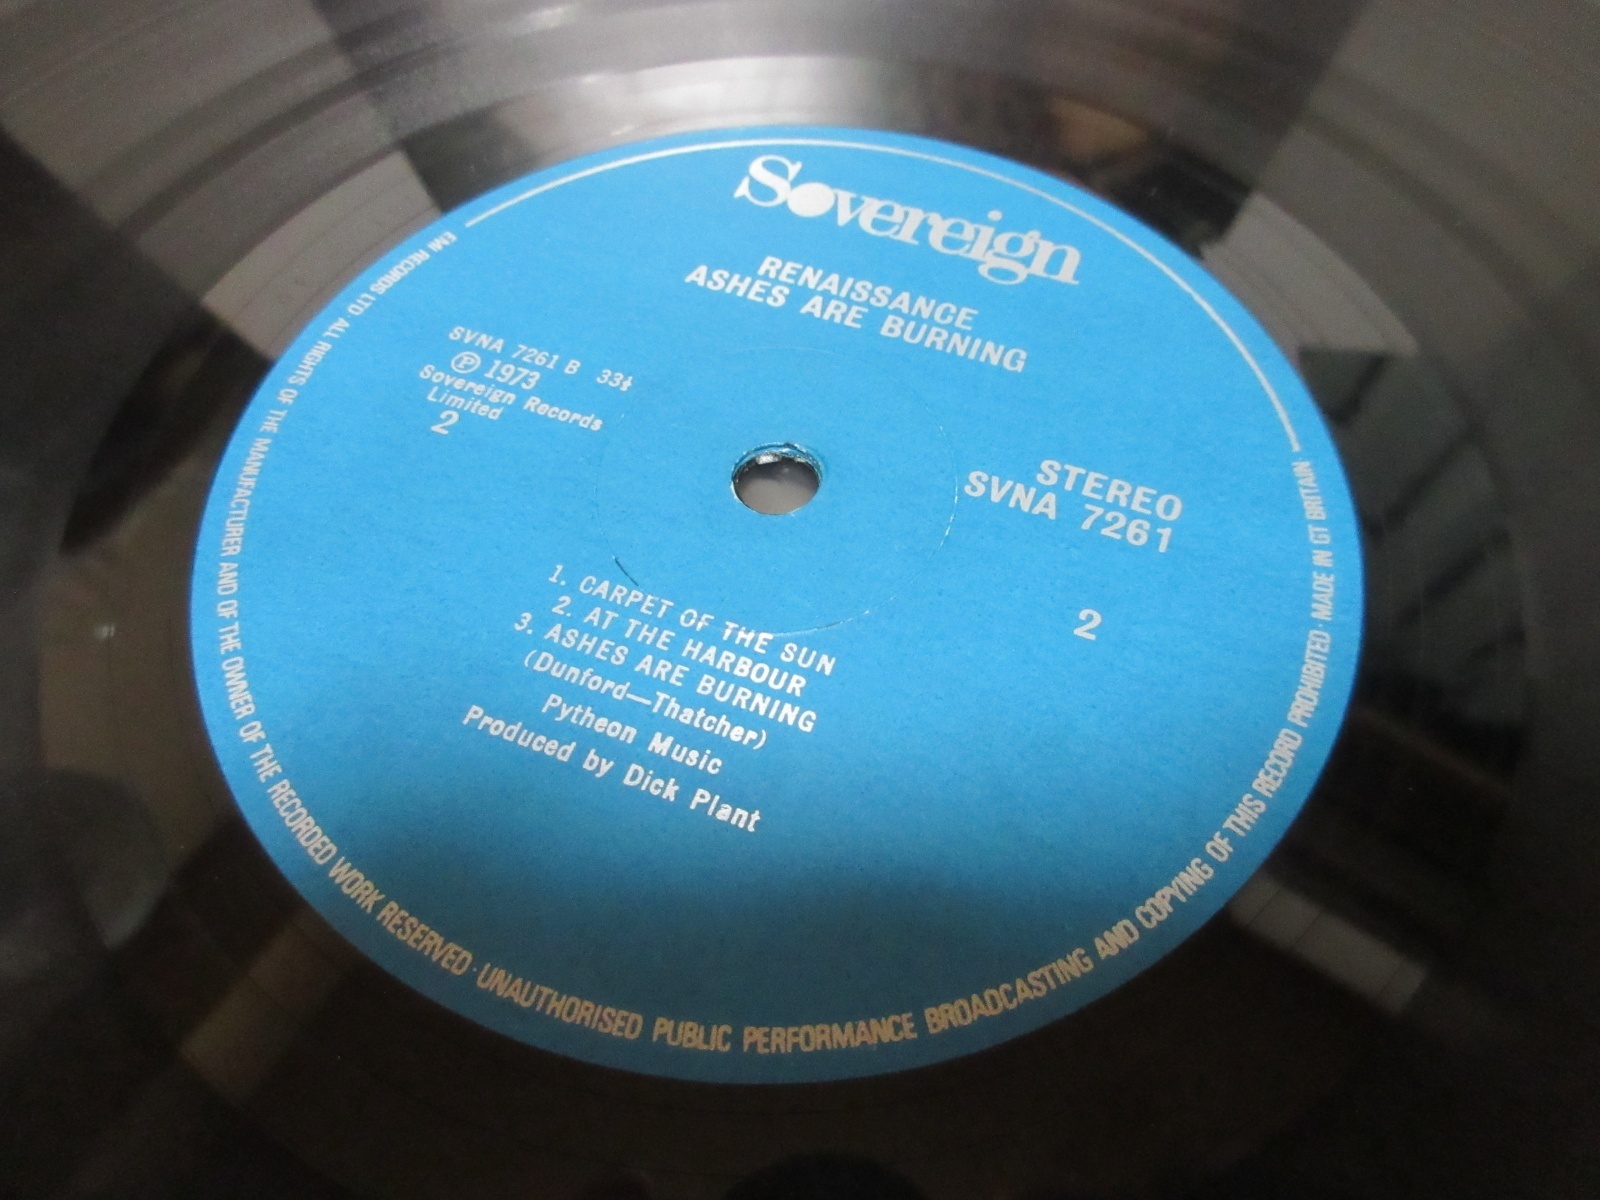 Sovereign
RENAISSANCE
ASHES ARE BURNING
SVNA 7261 B 33⅓
Ⓟ 1973
Sovereign Records
Limited
2
STEREO
SVNA 7261
2
1. CARPET OF THE SUN
2. AT THE HARBOUR
3. ASHES ARE BURNING
(Dunford—Thatcher)
Pytheon Music
Produced by Dick Plant
EMI RECORDS LTD ALL RIGHTS OF THE MANUFACTURER AND OF THE OWNER OF THE RECORDED WORK RESERVED · UNAUTHORISED PUBLIC PERFORMANCE BROADCASTING AND COPYING OF THIS RECORD PROHIBITED · MADE IN GT BRITAIN